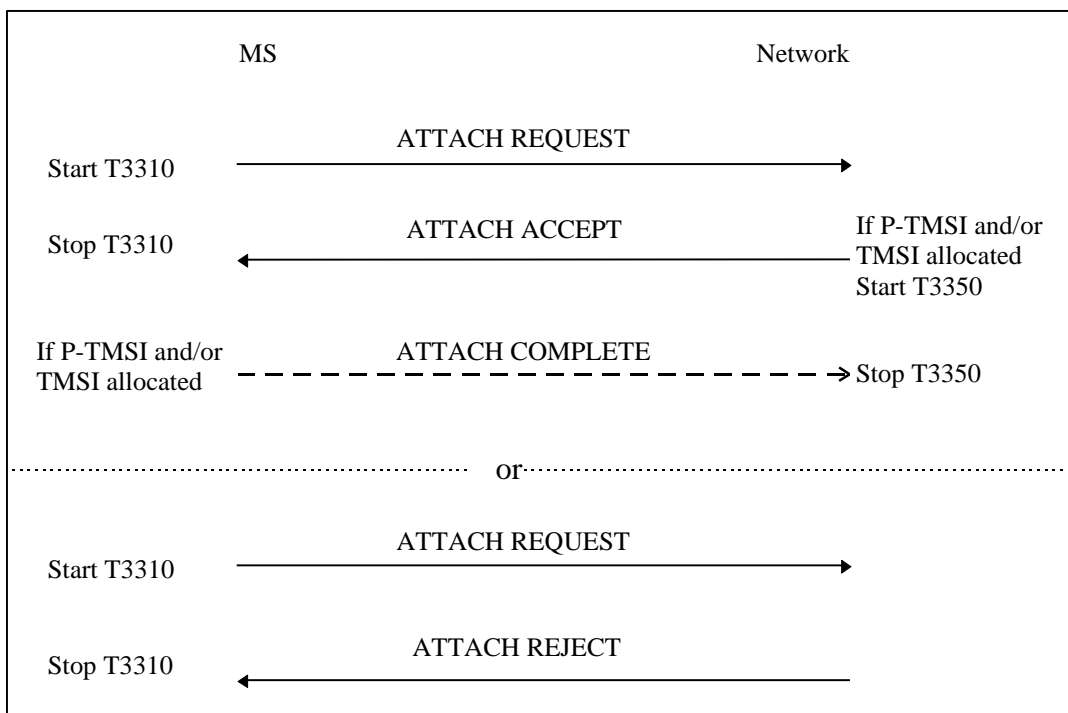 MS
Network
ATTACH REQUEST
Start T3310
ATTACH ACCEPT
Stop T3310
If P-TMSI and/or
TMSI allocated
Start T3350
If P-TMSI and/or
TMSI allocated
ATTACH COMPLETE
Stop T3350
or
ATTACH REQUEST
Start T3310
ATTACH REJECT
Stop T3310